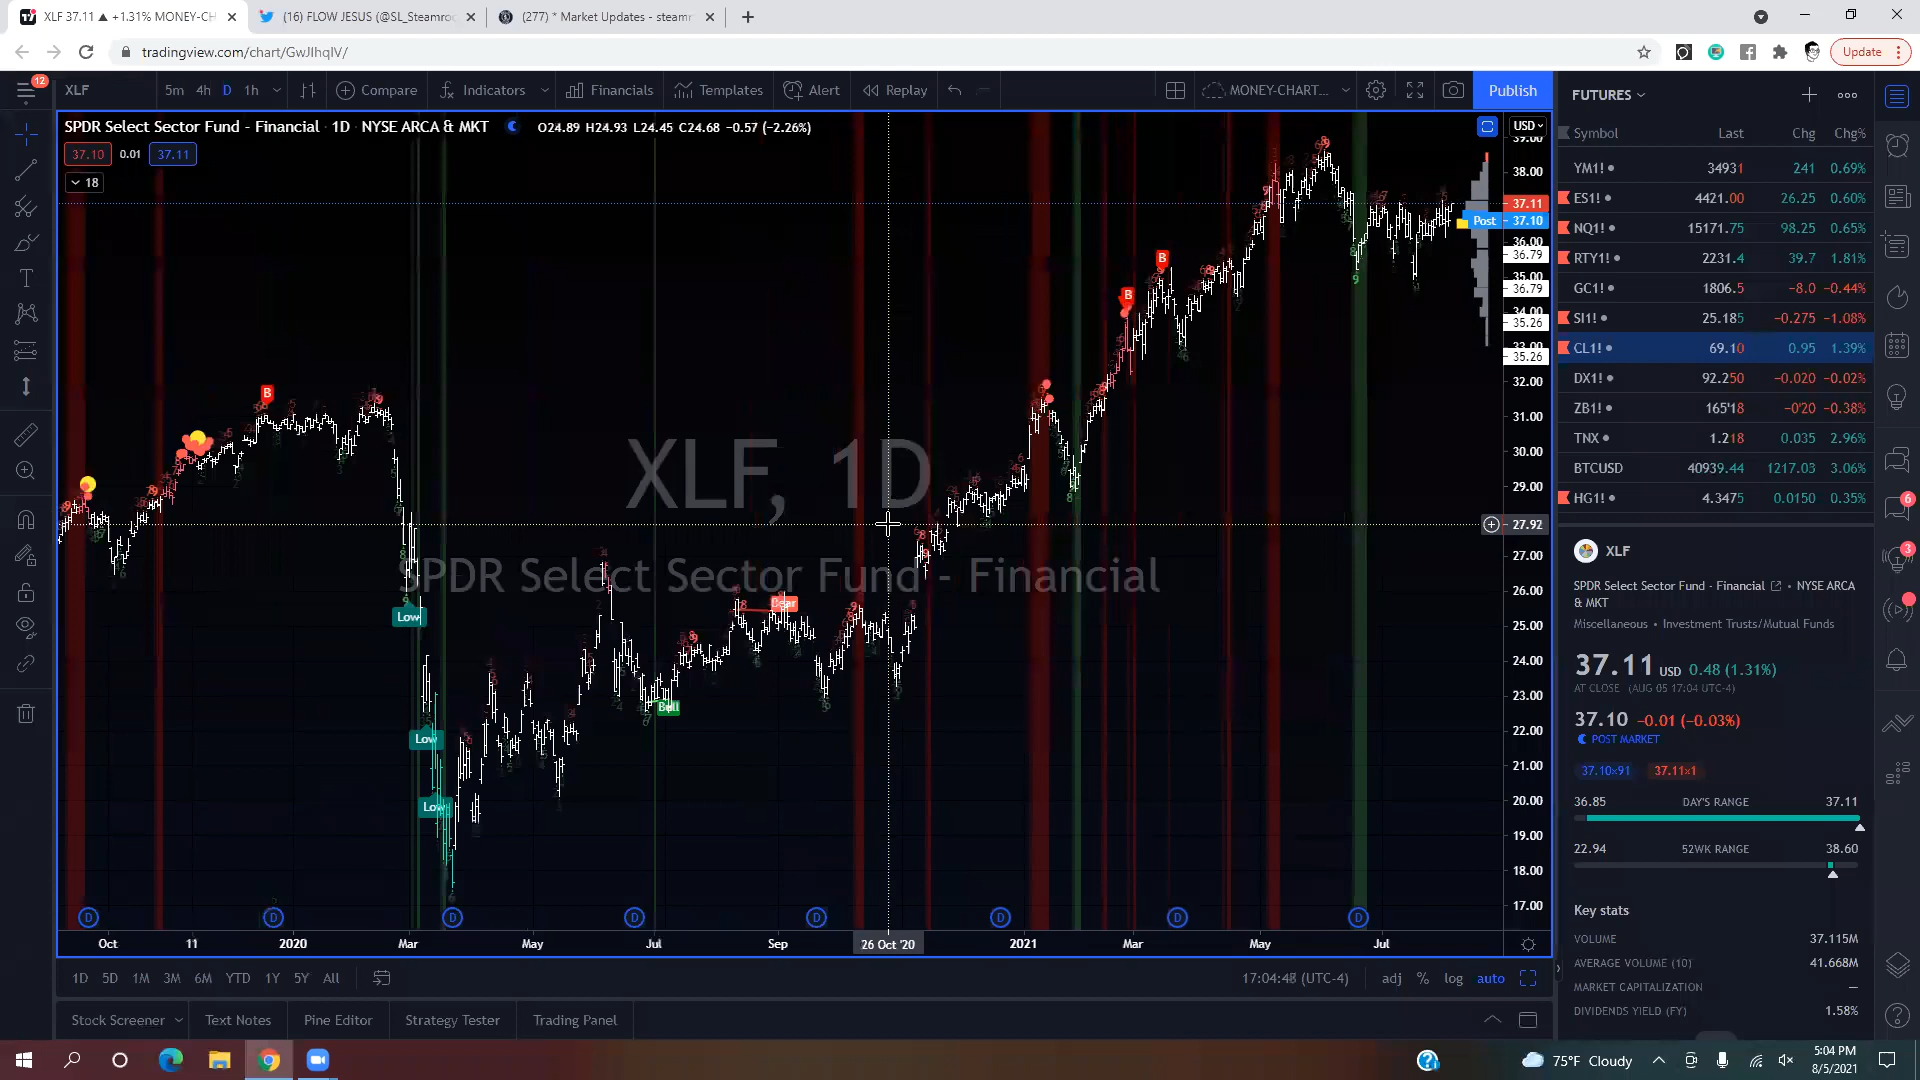 XLF 37.11 ▲ +1.31% MONEY-CH
(16) FLOW JESUS (@SL_Steamro
(277) * Market Updates - steamr
tradingview.com/chart/GwJIhqIV/
Update
12
XLF
5m 4h D 1h
Compare
Indicators
Financials
Templates
Alert
Replay
MONEY-CHART...
Publish
SPDR Select Sector Fund - Financial · 1D · NYSE ARCA & MKT
O24.89 H24.93 L24.45 C24.68 −0.57 (−2.26%)
37.10 0.01 37.11
18
USD
39.00
38.00
37.11
Post 37.10
36.00
36.79
35.00
36.79
34.00
35.26
33.00
35.26
32.00
31.00
30.00
29.00
27.92
27.00
26.00
25.00
24.00
23.00
22.00
21.00
20.00
19.00
18.00
17.00
XLF, 1D
SPDR Select Sector Fund - Financial
B
B
B
Low
Low
Low
Bull
Bear
D D D D D D D D
Oct 11 2020 Mar May Jul Sep 26 Oct '20 2021 Mar May Jul
1D 5D 1M 3M 6M YTD 1Y 5Y All
17:04:48 (UTC-4)
adj % log auto
Stock Screener
Text Notes
Pine Editor
Strategy Tester
Trading Panel
FUTURES
Symbol Last Chg Chg%
YM1! 34931 241 0.69%
ES1! 4421.00 26.25 0.60%
NQ1! 15171.75 98.25 0.65%
RTY1! 2231.4 39.7 1.81%
GC1! 1806.5 −8.0 −0.44%
SI1! 25.185 −0.275 −1.08%
CL1! 69.10 0.95 1.39%
DX1! 92.250 −0.020 −0.02%
ZB1! 165'18 −0'20 −0.38%
TNX 1.218 0.035 2.96%
BTCUSD 40939.44 1217.03 3.06%
HG1! 4.3475 0.0150 0.35%
XLF
SPDR Select Sector Fund - Financial • NYSE ARCA
& MKT
Miscellaneous • Investment Trusts/Mutual Funds
37.11 USD 0.48 (1.31%)
AT CLOSE (AUG 05 17:04 UTC-4)
37.10 −0.01 (−0.03%)
POST MARKET
37.10×91 37.11×1
36.85 DAY'S RANGE 37.11
22.94 52WK RANGE 38.60
Key stats
VOLUME 37.115M
AVERAGE VOLUME (10) 41.668M
MARKET CAPITALIZATION —
DIVIDENDS YIELD (FY) 1.58%
6
3
75°F Cloudy
5:04 PM
8/5/2021